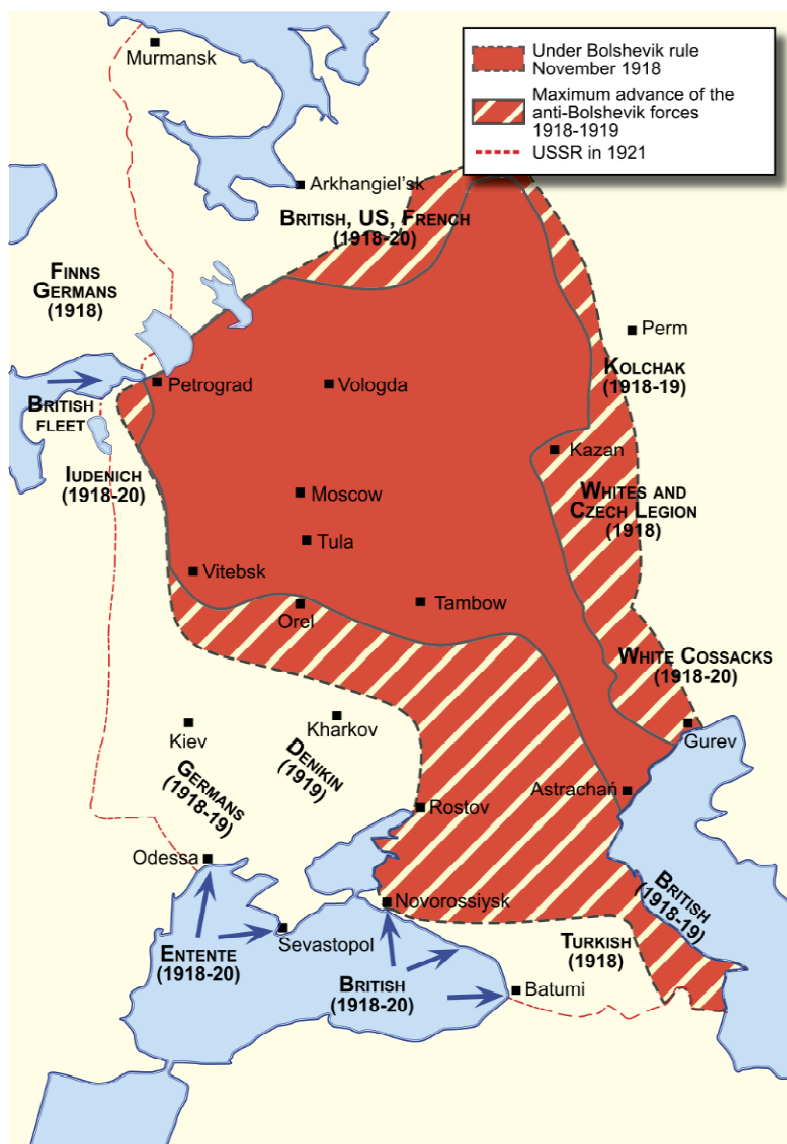 Murmansk
Under Bolshevik rule
November 1918
Maximum advance of the
anti-Bolshevik forces
1918-1919
USSR in 1921
Arkhangiel'sk
BRITISH, US, FRENCH
(1918-20)
FINNS
GERMANS
(1918)
Perm
KOLCHAK
(1918-19)
Petrograd
Vologda
BRITISH
FLEET
IUDENICH
(1918-20)
Kazan
Moscow
WHITES AND
CZECH LEGION
(1918)
Tula
Vitebsk
Orel
Tambow
WHITE COSSACKS
(1918-20)
Kiev
Kharkov
Gurev
GERMANS
(1918-19)
DENIKIN
(1919)
Astrachań
Rostov
Odessa
Novorossiysk
BRITISH
(1918-19)
Sevastopol
ENTENTE
(1918-20)
BRITISH
(1918-20)
TURKISH
(1918)
Batumi